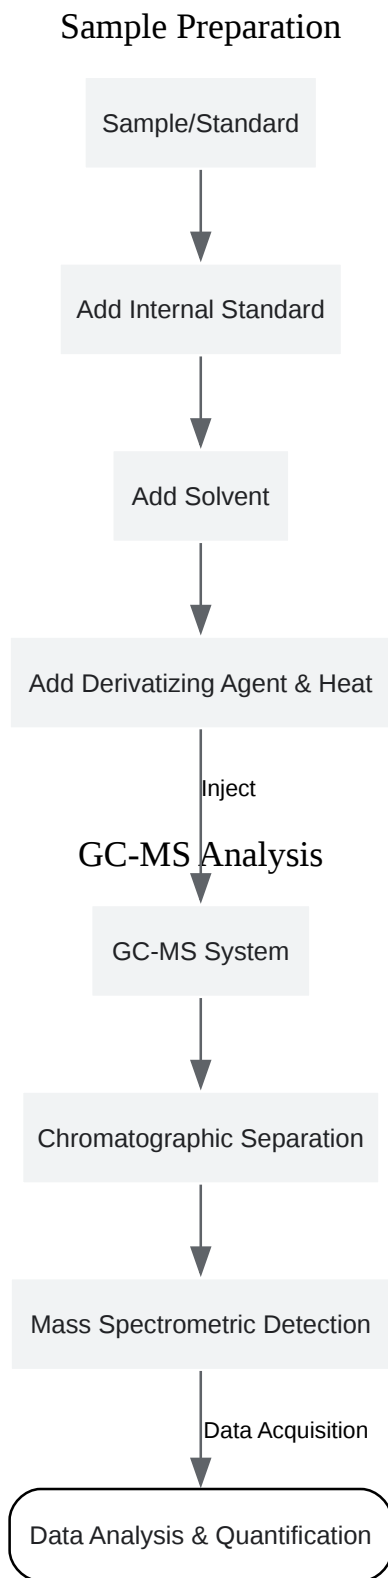 Sample Preparation
Sample/Standard
Add Internal Standard
Add Solvent
Add Derivatizing Agent & Heat
Inject
GC-MS Analysis
GC-MS System
Chromatographic Separation
Mass Spectrometric Detection
Data Acquisition
Data Analysis & Quantification